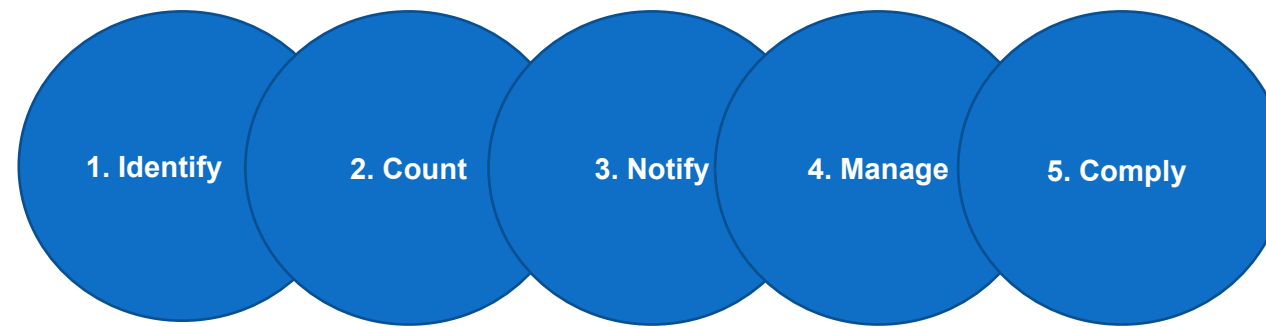 1. Identify
2. Count
3. Notify
4. Manage
5. Comply